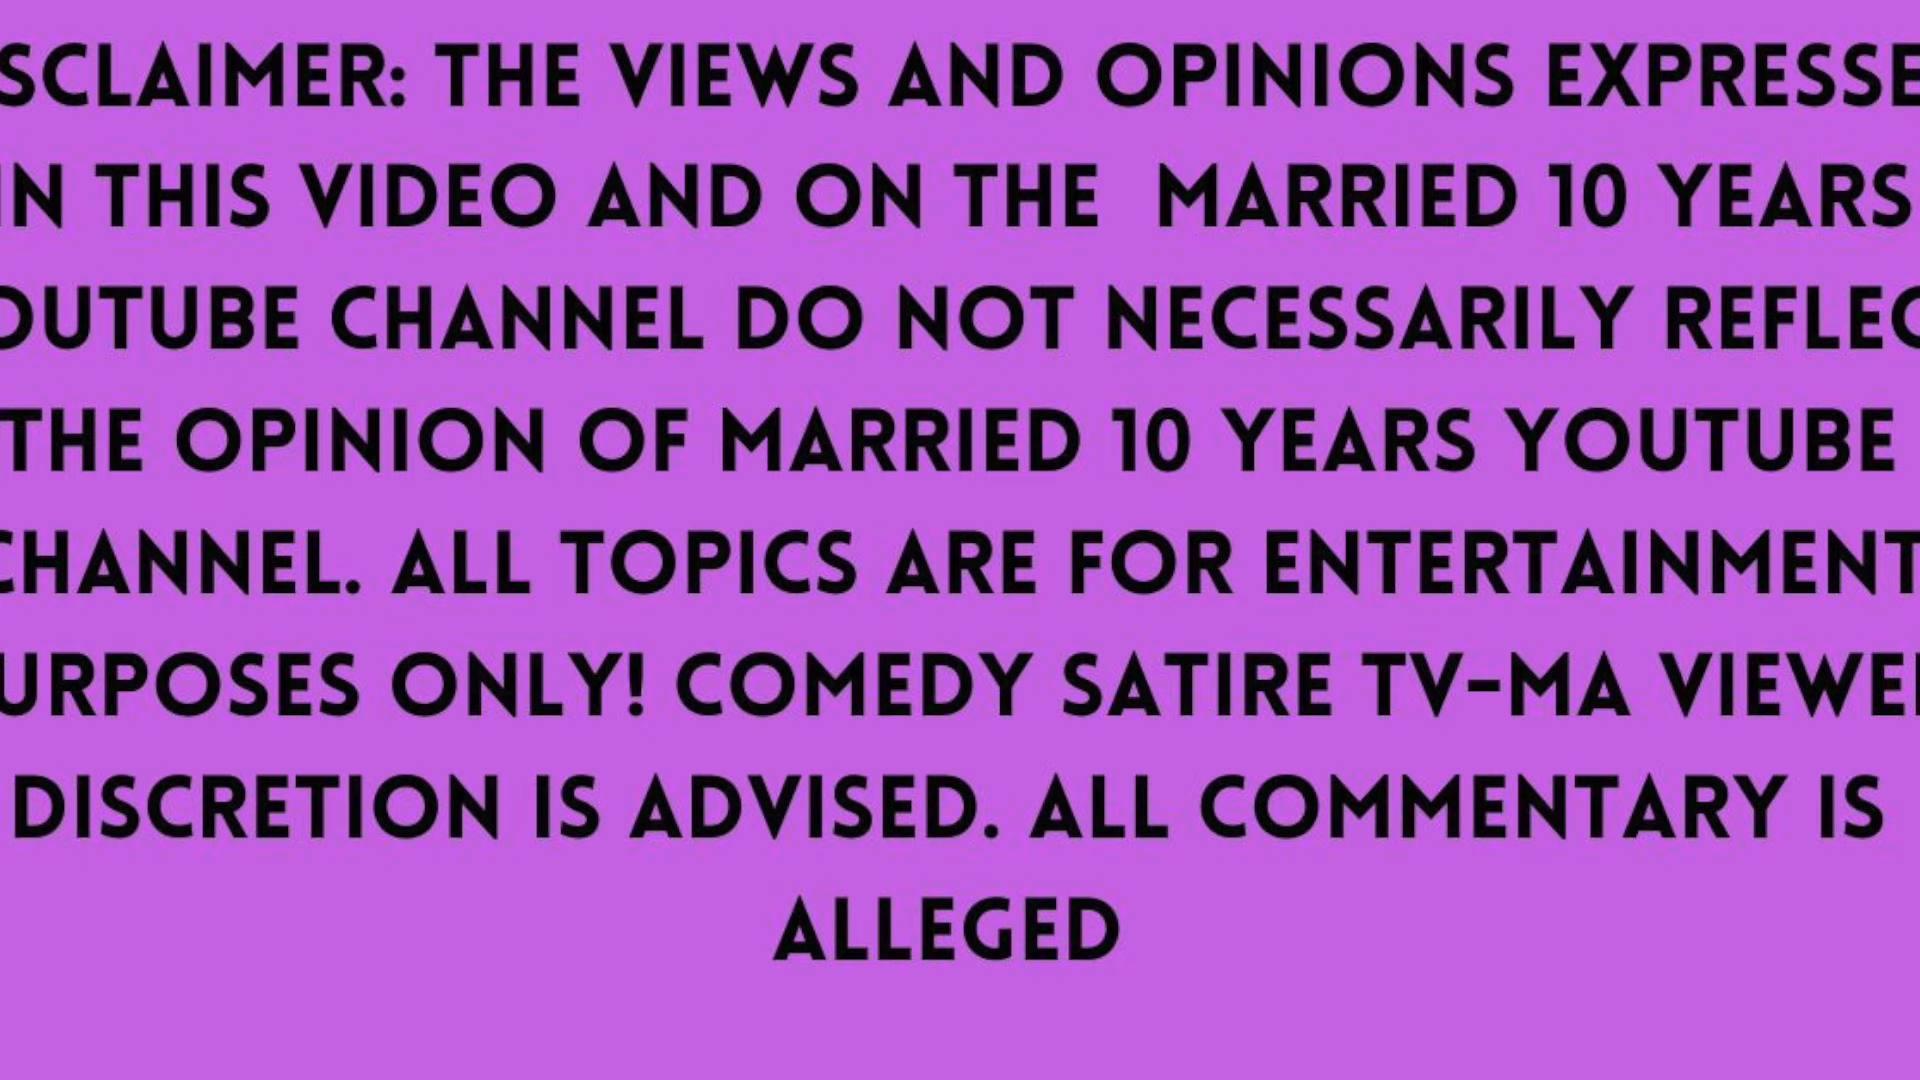 SCLAIMER: THE VIEWS AND OPINIONS EXPRESSE
IN THIS VIDEO AND ON THE MARRIED 10 YEARS
OUTUBE CHANNEL DO NOT NECESSARILY REFLEC
THE OPINION OF MARRIED 10 YEARS YOUTUBE
CHANNEL. ALL TOPICS ARE FOR ENTERTAINMENT
URPOSES ONLY! COMEDY SATIRE TV-MA VIEWER
DISCRETION IS ADVISED. ALL COMMENTARY IS
ALLEGED